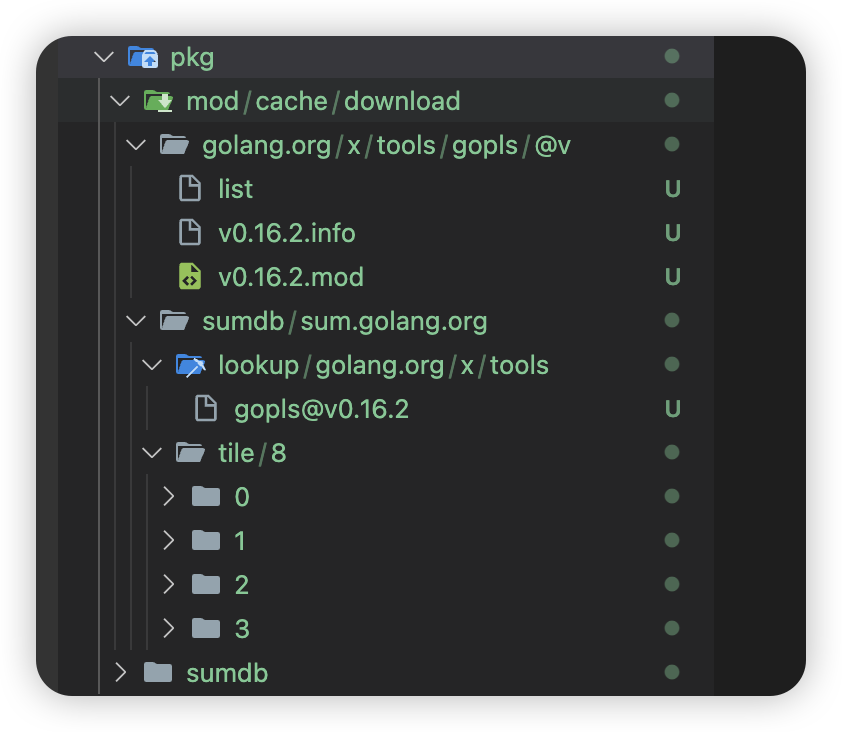 pkg
mod/cache/download
golang.org/x/tools/gopls/@v
list U
v0.16.2.info U
v0.16.2.mod U
sumdb/sum.golang.org
lookup/golang.org/x/tools
gopls@v0.16.2 U
tile/8
0
1
2
3
sumdb